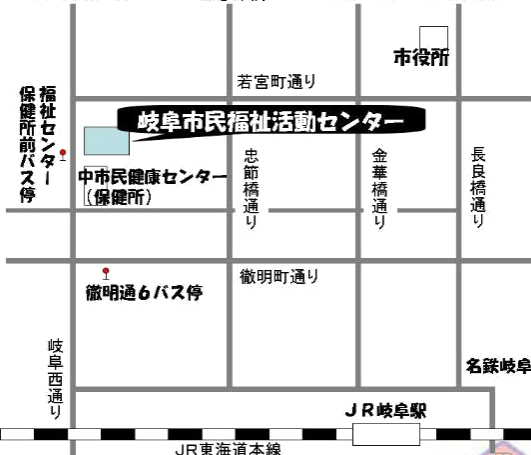 市役所
若宮町通り
岐阜市民福祉活動センター
福祉センター
保健所前バス停
中市民健康センター
（保健所）
忠節橋通り
金華橋通り
長良橋通り
徹明町通り
徹明通6バス停
岐阜西通り
名鉄岐阜
ＪＲ岐阜駅
JR東海道本線